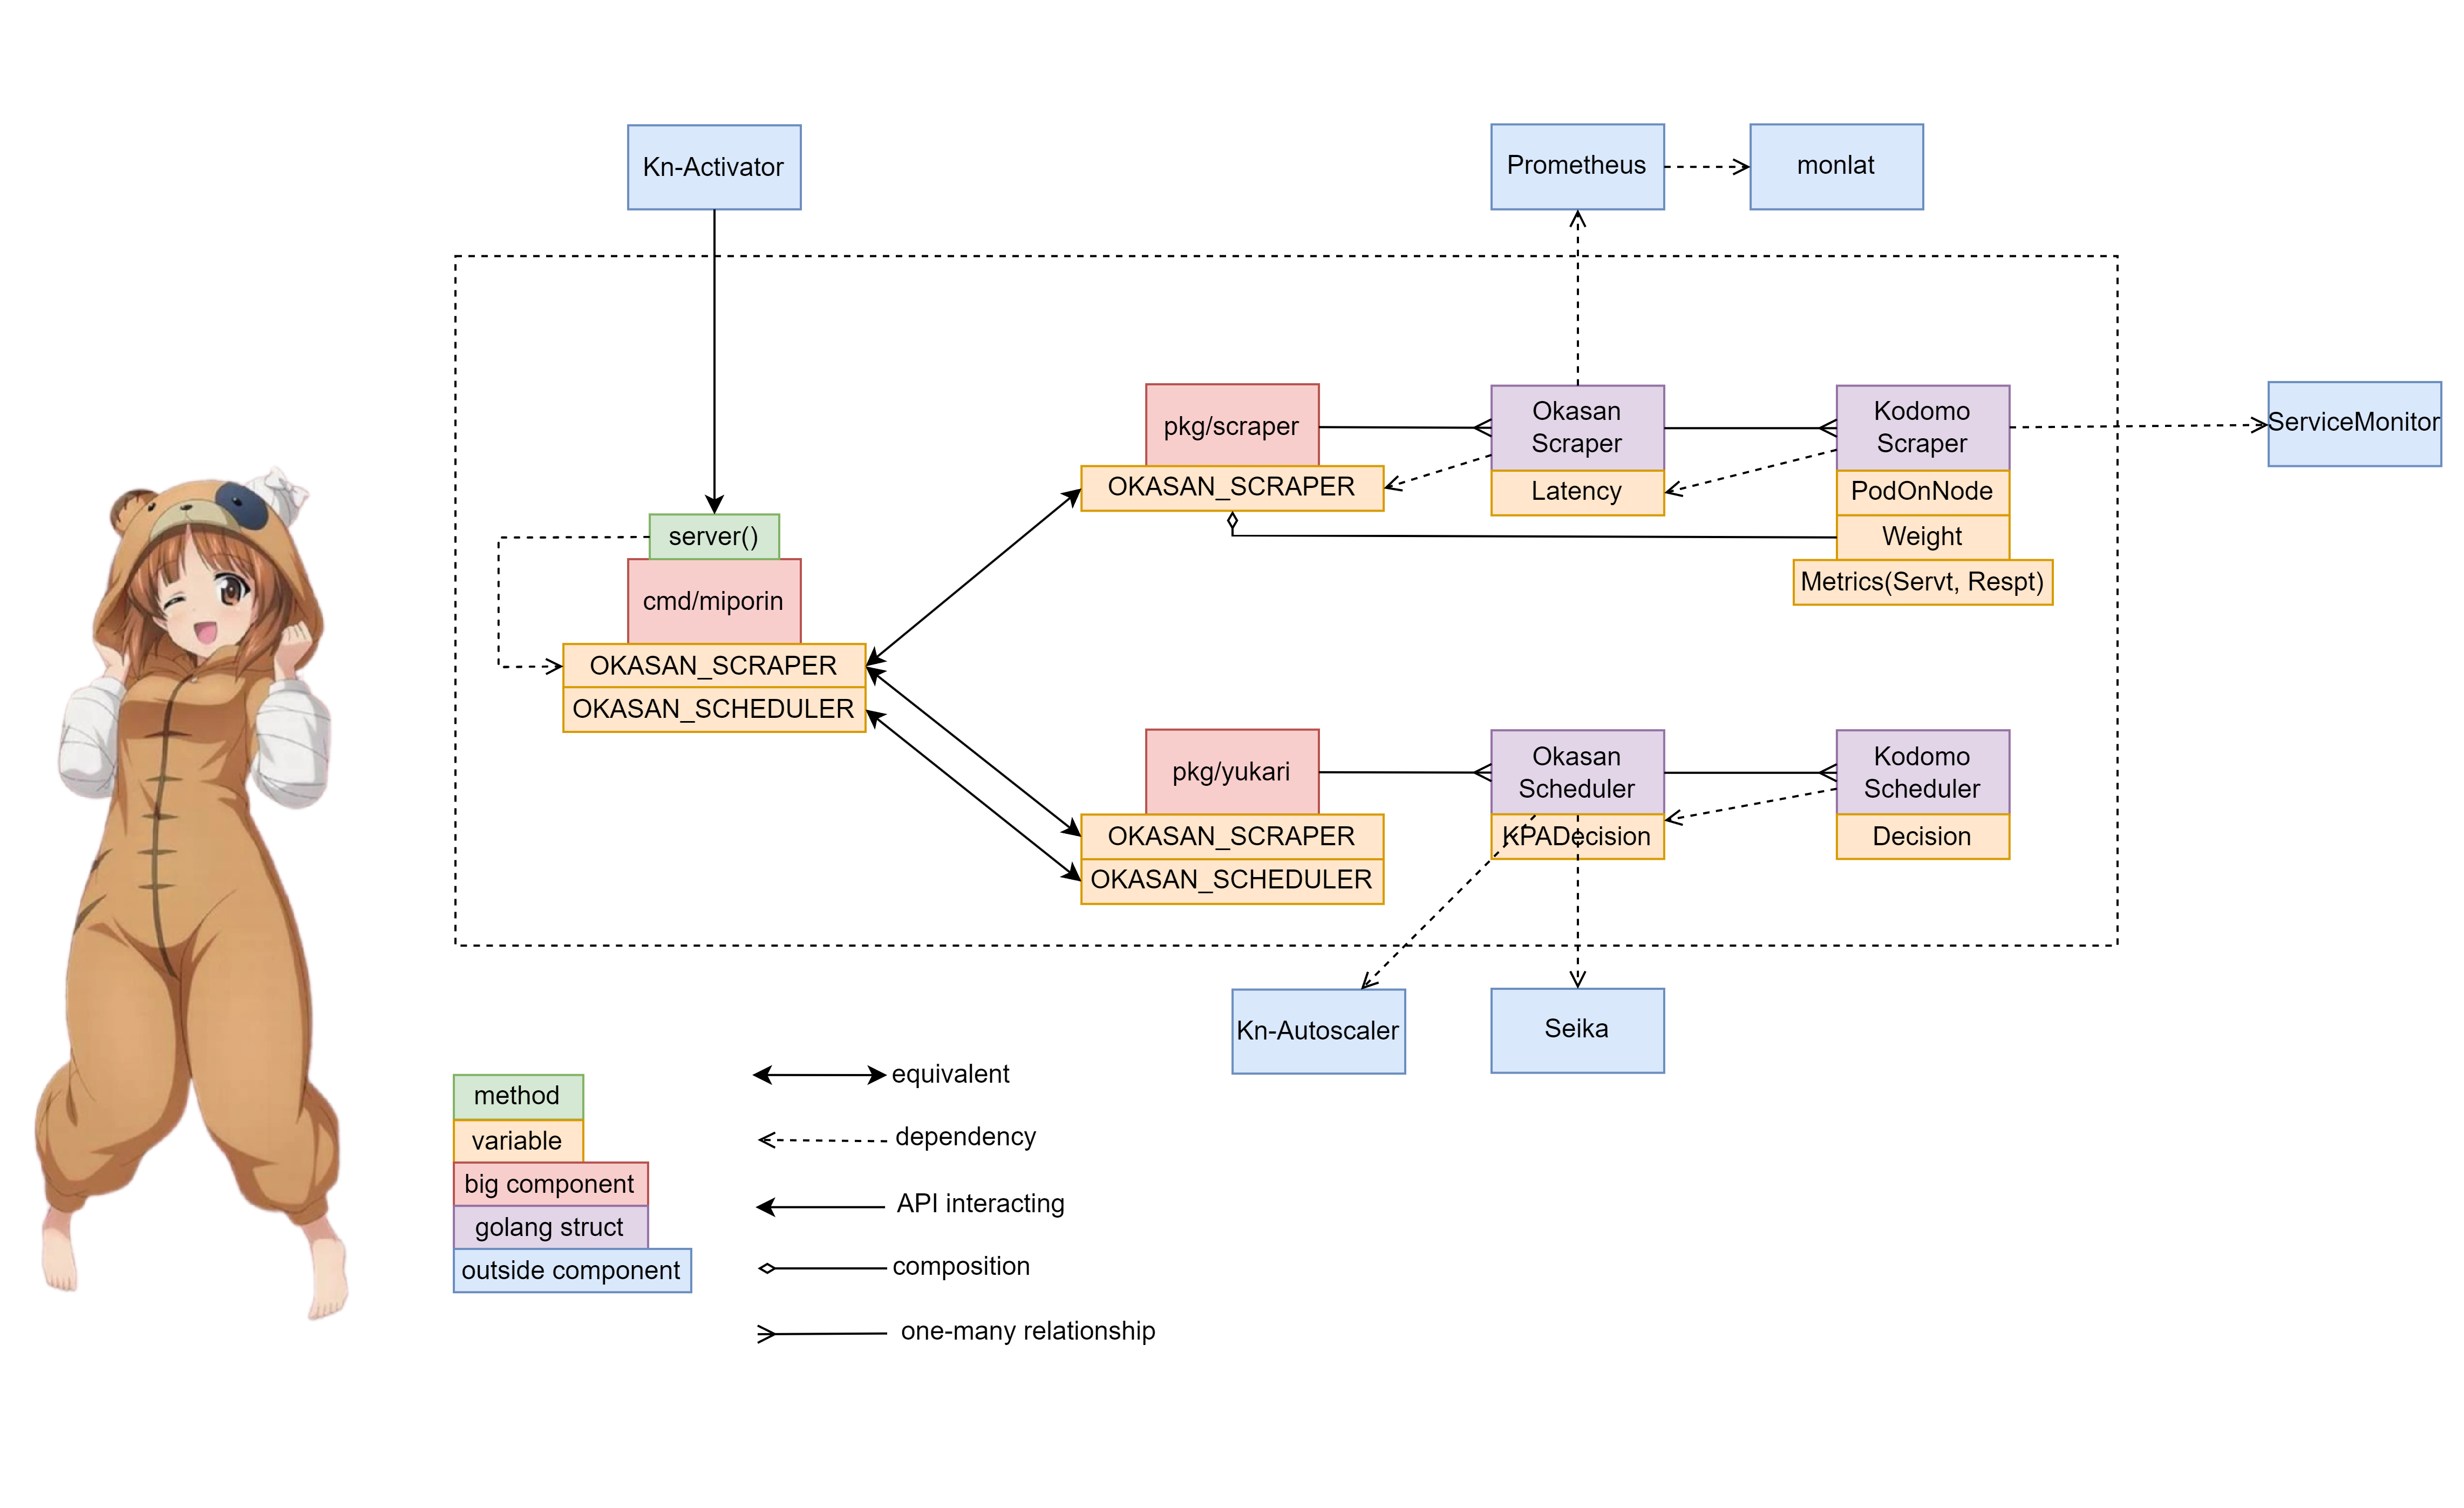 Kn-Activator
Prometheus
monlat
pkg/scraper
Okasan
Scraper
Kodomo
Scraper
ServiceMonitor
OKASAN_SCRAPER
Latency
PodOnNode
server()
Weight
cmd/miporin
Metrics(Servt, Respt)
OKASAN_SCRAPER
OKASAN_SCHEDULER
pkg/yukari
Okasan
Scheduler
Kodomo
Scheduler
OKASAN_SCRAPER
KPADecision
Decision
OKASAN_SCHEDULER
Kn-Autoscaler
Seika
method
variable
big component
golang struct
outside component
equivalent
dependency
API interacting
composition
one-many relationship